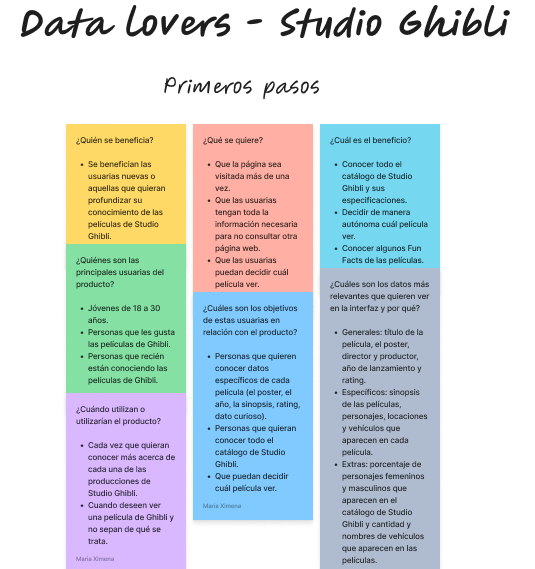 Data Lovers - Studio Ghibli
Primeros pasos
¿Quién se beneficia?
• Se benefician las
usuarias nuevas o
aquellas que quieran
profundizar su
conocimiento de las
películas de Studio
Ghibli.
¿Quiénes son las
principales usuarias del
producto?
• Jóvenes de 18 a 30
años.
• Personas que les gusta
las películas de Ghibli.
• Personas que recién
están conociendo las
películas de Ghibli.
¿Cuándo utilizan o
utilizarían el producto?
• Cada vez que quieran
conocer más acerca de
cada una de las
producciones de
Studio Ghibli.
• Cuando deseen ver
una película de Ghibli y
no sepan de qué se
trata.
Maria Ximena
¿Qué se quiere?
• Que la página sea
visitada más de una
vez.
• Que las usuarias
tengan toda la
información necesaria
para no consultar otra
página web.
• Que las usuarias
puedan decidir cuál
película ver.
¿Cuáles son los objetivos
de estas usuarias en
relación con el producto?
• Personas que quieren
conocer datos
específicos de cada
película (el poster, el
año, la sinopsis, rating,
dato curioso).
• Personas que quieran
conocer todo el
catálogo de Studio
Ghibli.
• Que puedan decidir
cuál película ver.
Maria Ximena
¿Cuál es el beneficio?
• Conocer todo el
catálogo de Studio
Ghibli y sus
especificaciones.
• Decidir de manera
autónoma cuál película
ver.
• Conocer algunos Fun
Facts de las películas.
¿Cuáles son los datos más
relevantes que quieren ver
en la interfaz y por qué?
• Generales: título de la
película, el poster,
director y productor,
año de lanzamiento y
rating.
• Específicos: sinopsis
de las películas,
personajes, locaciones
y vehículos que
aparecen en cada
película.
• Extras: porcentaje de
personajes femeninos
y masculinos que
aparecen en el
catálogo de Studio
Ghibli y cantidad y
nombres de vehículos
que aparecen en las
películas.